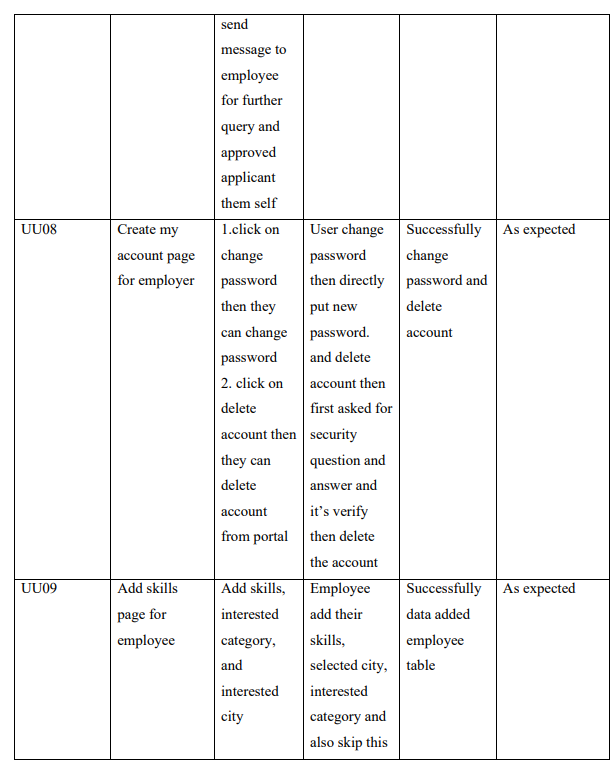 send
message to
employee
for further
query and
approved
applicant
them self
UU08
Create my
account page
for employer
1.click on
change
password
then they
can change
password
2. click on
delete
account then
they can
delete
account
from portal
User change
password
then directly
put new
password.
and delete
account then
first asked for
security
question and
answer and
it’s verify
then delete
the account
Successfully
change
password and
delete
account
As expected
UU09
Add skills
page for
employee
Add skills,
interested
category,
and
interested
city
Employee
add their
skills,
selected city,
interested
category and
also skip this
Successfully
data added
employee
table
As expected